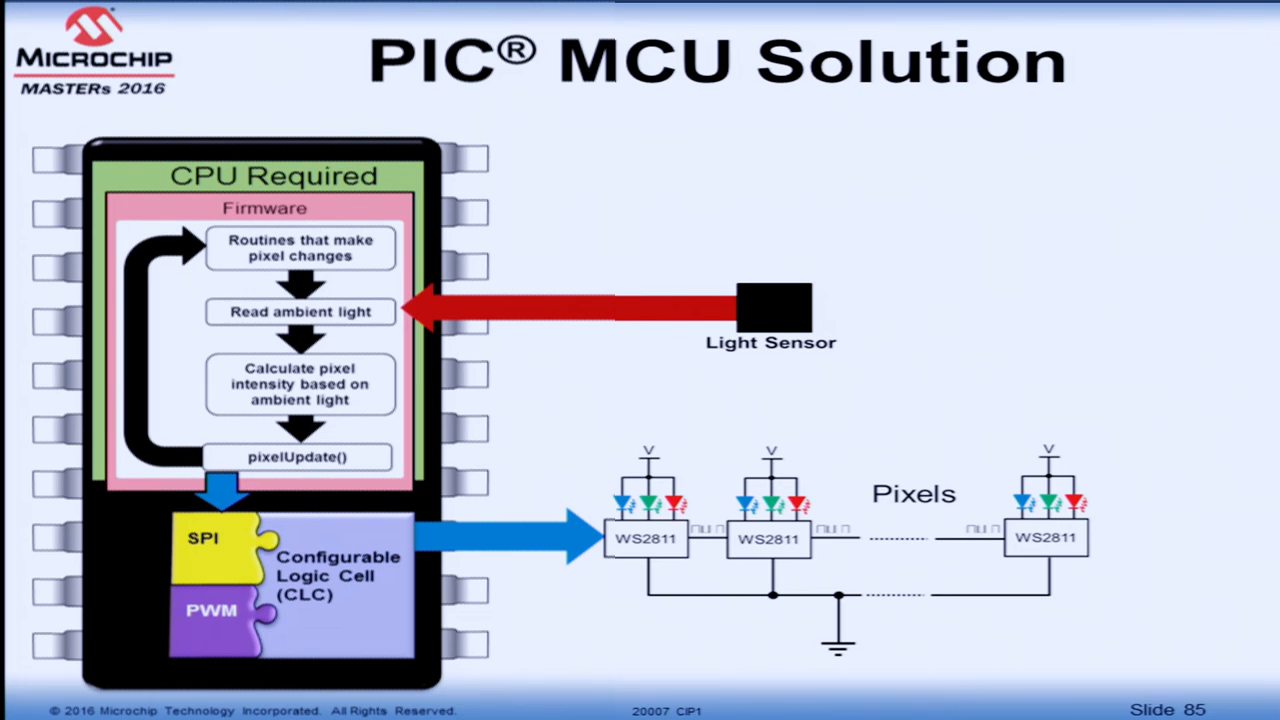 MICROCHIP
MASTERs 2016
PIC® MCU Solution
CPU Required
Firmware
Routines that make
pixel changes
Read ambient light
Calculate pixel
intensity based on
ambient light
pixelUpdate()
Light Sensor
SPI
PWM
Configurable
Logic Cell
(CLC)
V
V
V
Pixels
WS2811
WS2811
WS2811
© 2016 Microchip Technology Incorporated. All Rights Reserved.
20007 CIP1
Slide 85